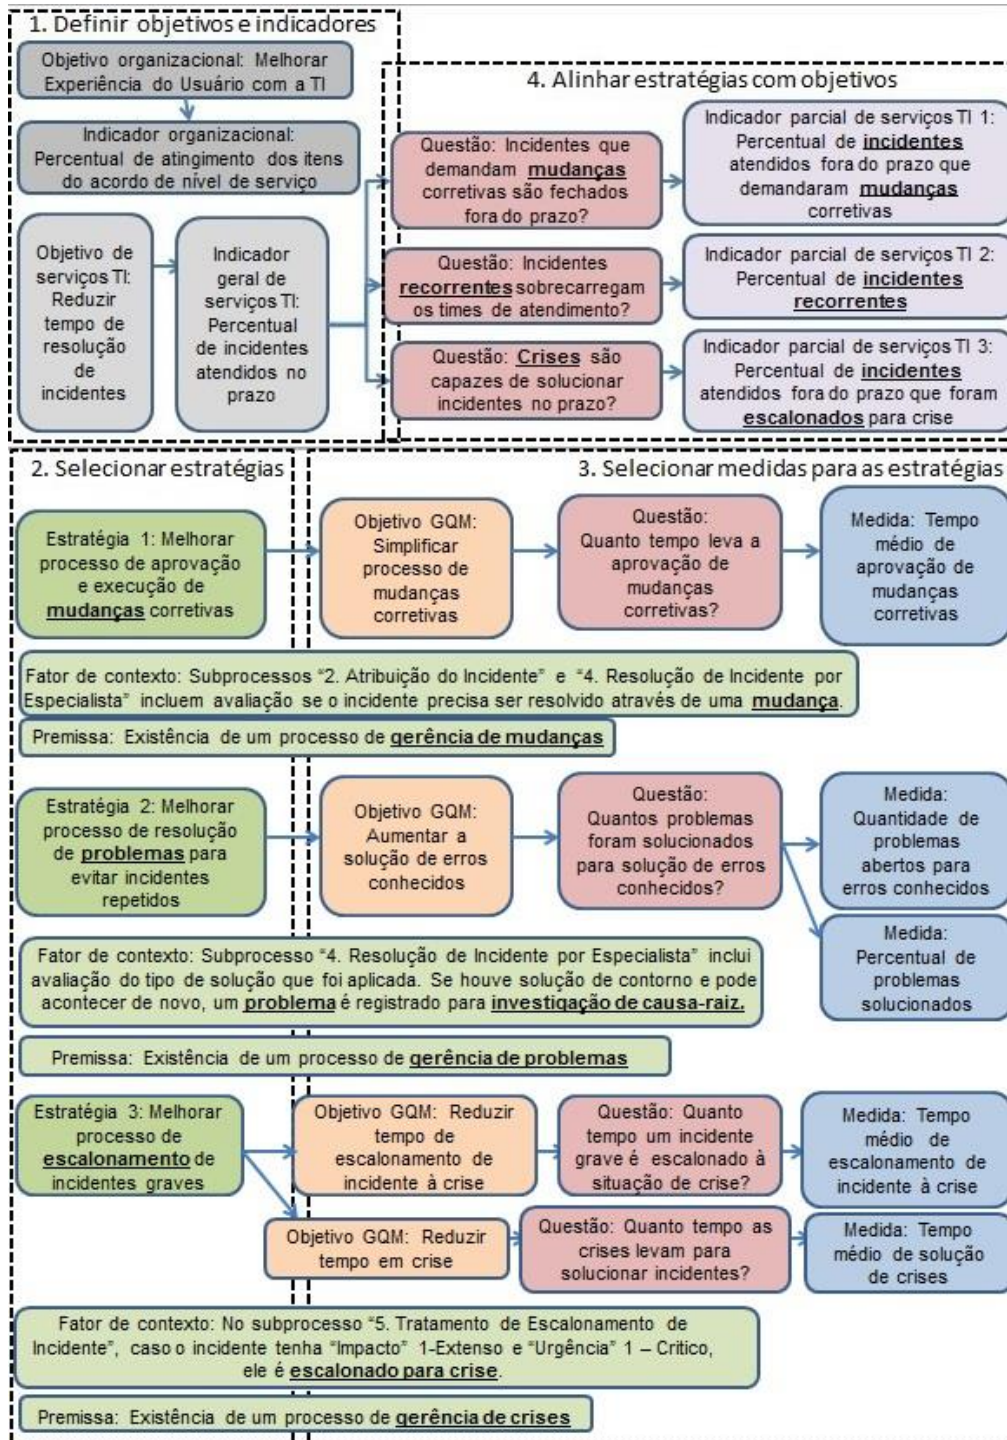 1. Definir objetivos e indicadores
Objetivo organizacional: Melhorar
Experiência do Usuário com a TI
Indicador organizacional:
Percentual de atingimento dos itens
do acordo de nível de serviço
Objetivo de
serviços TI:
Reduzir
tempo de
resolução
de
incidentes
Indicador
geral de
serviços TI:
Percentual
de incidentes
atendidos no
prazo
4. Alinhar estratégias com objetivos
Questão: Incidentes que
demandam mudanças
corretivas são fechados
fora do prazo?
Indicador parcial de serviços TI 1:
Percentual de incidentes
atendidos fora do prazo que
demandaram mudanças
corretivas
Questão: Incidentes
recorrentes sobrecarregam
os times de atendimento?
Indicador parcial de serviços TI 2:
Percentual de incidentes
recorrentes
Questão: Crises são
capazes de solucionar
incidentes no prazo?
Indicador parcial de serviços TI 3:
Percentual de incidentes
atendidos fora do prazo que foram
escalonados para crise
2. Selecionar estratégias
3. Selecionar medidas para as estratégias
Estratégia 1: Melhorar
processo de aprovação
e execução de
mudanças corretivas
Objetivo GQM:
Simplificar
processo de
mudanças
corretivas
Questão:
Quanto tempo leva a
aprovação de
mudanças
corretivas?
Medida: Tempo
médio de
aprovação de
mudanças
corretivas
Fator de contexto: Subprocessos “2. Atribuição do Incidente” e “4. Resolução de Incidente por
Especialista” incluem avaliação se o incidente precisa ser resolvido através de uma mudança.
Premissa: Existência de um processo de gerência de mudanças
Estratégia 2: Melhorar
processo de resolução
de problemas para
evitar incidentes
repetidos
Objetivo GQM:
Aumentar a
solução de erros
conhecidos
Questão:
Quantos problemas
foram solucionados
para solução de erros
conhecidos?
Medida:
Quantidade de
problemas
abertos para
erros conhecidos
Medida:
Percentual de
problemas
solucionados
Fator de contexto: Subprocesso “4. Resolução de Incidente por Especialista” inclui
avaliação do tipo de solução que foi aplicada. Se houve solução de contorno e pode
acontecer de novo, um problema é registrado para investigação de causa-raiz.
Premissa: Existência de um processo de gerência de problemas
Estratégia 3: Melhorar
processo de
escalonamento de
incidentes graves
Objetivo GQM: Reduzir
tempo de
escalonamento de
incidente à crise
Questão: Quanto
tempo um incidente
grave é escalonado à
situação de crise?
Medida: Tempo
médio de
escalonamento de
incidente à crise
Objetivo GQM: Reduzir
tempo em crise
Questão: Quanto tempo as
crises levam para
solucionar incidentes?
Medida: Tempo
médio de solução
de crises
Fator de contexto: No subprocesso “5. Tratamento de Escalonamento de
Incidente”, caso o incidente tenha “Impacto” 1-Extenso e “Urgência” 1 – Critico,
ele é escalonado para crise.
Premissa: Existência de um processo de gerência de crises